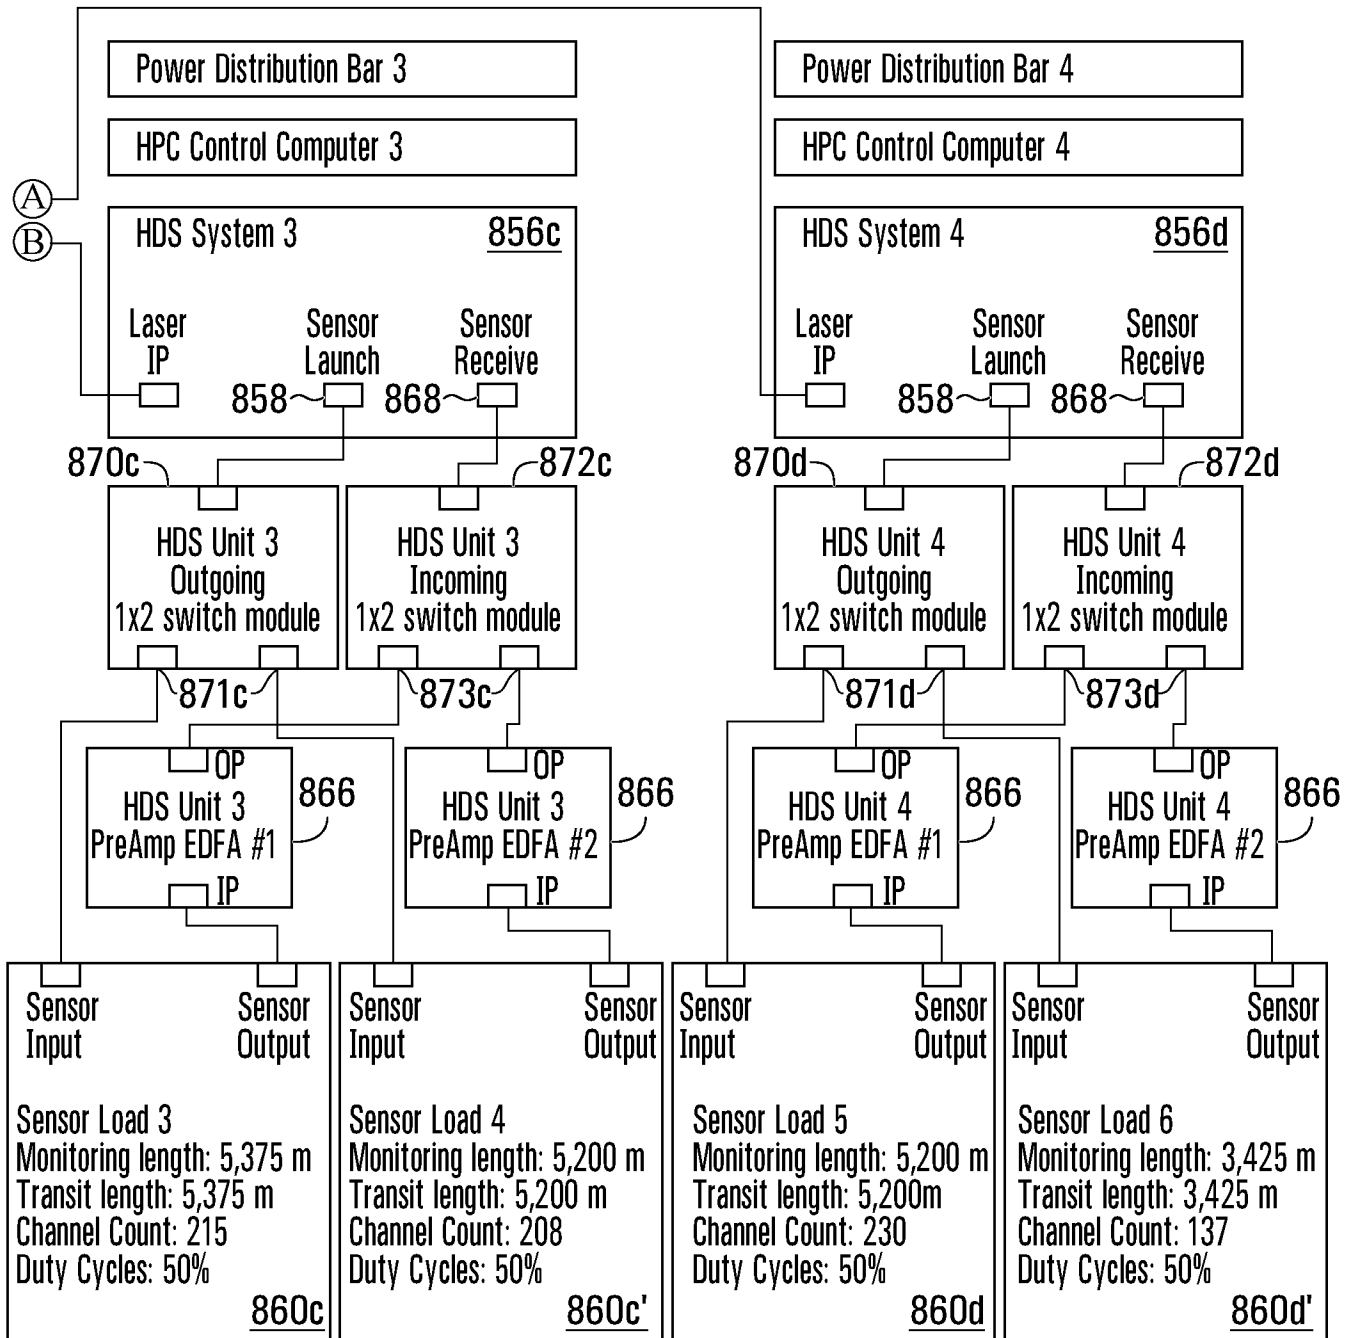 Power Distribution Bar 3
Power Distribution Bar 4
HPC Control Computer 3
HPC Control Computer 4
A
B
HDS System 3
856c
Laser
IP
Sensor
Launch
Sensor
Receive
858
868
HDS System 4
856d
Laser
IP
Sensor
Launch
Sensor
Receive
858
868
870c
872c
870d
872d
HDS Unit 3
Outgoing
1x2 switch module
HDS Unit 3
Incoming
1x2 switch module
HDS Unit 4
Outgoing
1x2 switch module
HDS Unit 4
Incoming
1x2 switch module
871c
873c
871d
873d
OP
HDS Unit 3
PreAmp EDFA #1
IP
866
OP
HDS Unit 3
PreAmp EDFA #2
IP
866
OP
HDS Unit 4
PreAmp EDFA #1
IP
866
OP
HDS Unit 4
PreAmp EDFA #2
IP
866
Sensor
Input
Sensor
Output
Sensor Load 3
Monitoring length: 5,375 m
Transit length: 5,375 m
Channel Count: 215
Duty Cycles: 50%
860c
Sensor
Input
Sensor
Output
Sensor Load 4
Monitoring length: 5,200 m
Transit length: 5,200 m
Channel Count: 208
Duty Cycles: 50%
860c'
Sensor
Input
Sensor
Output
Sensor Load 5
Monitoring length: 5,200 m
Transit length: 5,200m
Channel Count: 230
Duty Cycles: 50%
860d
Sensor
Input
Sensor
Output
Sensor Load 6
Monitoring length: 3,425 m
Transit length: 3,425 m
Channel Count: 137
Duty Cycles: 50%
860d'